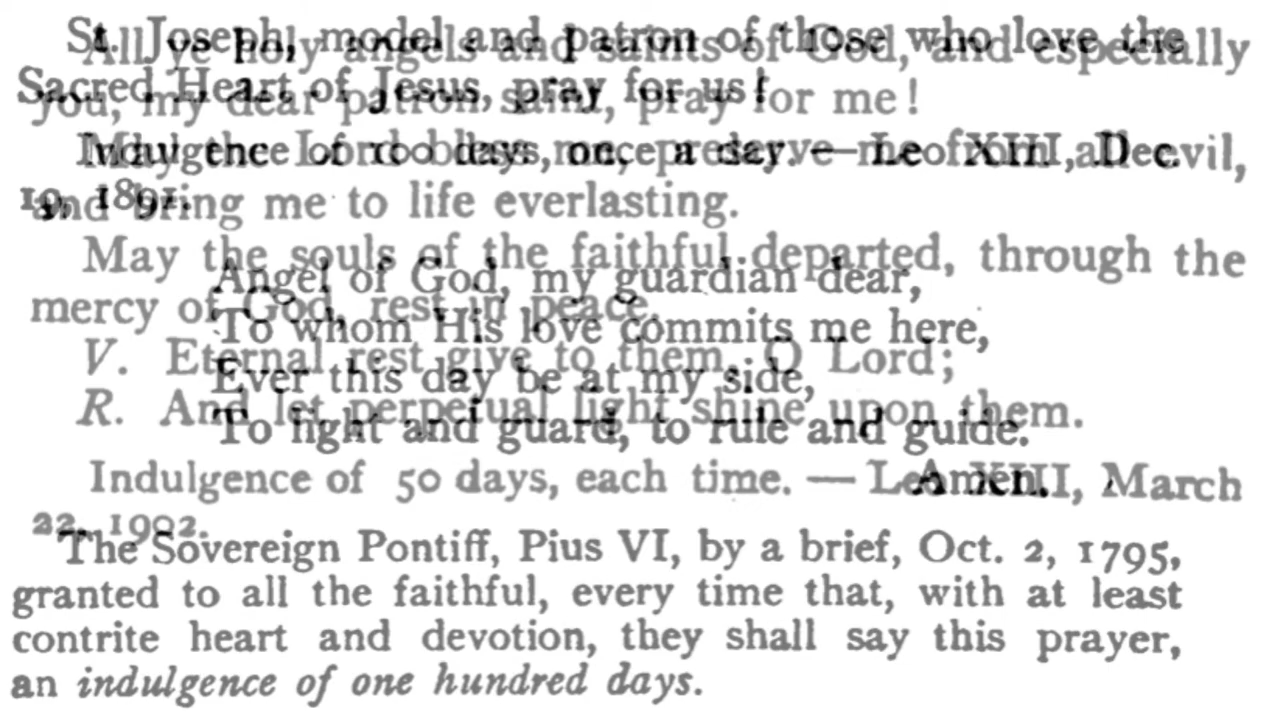 St. Joseph, model and patron of those who love the
Sacred Heart of Jesus, pray for us!
Indulgence of 100 days, once a day. — Leo XIII, Dec.
19, 1891.
Angel of God, my guardian dear,
To whom His love commits me here,
Ever this day be at my side,
To light and guard, to rule and guide.
Amen.
The Sovereign Pontiff, Pius VI, by a brief, Oct. 2, 1795,
granted to all the faithful, every time that, with at least
contrite heart and devotion, they shall say this prayer,
an indulgence of one hundred days.
All ye holy angels and saints of God, and especially
you, my dear patron saint, pray for me!
May the Lord bless me, preserve me from all evil,
and bring me to life everlasting.
May the souls of the faithful departed, through the
mercy of God, rest in peace.
V. Eternal rest give to them, O Lord;
R. And let perpetual light shine upon them.
Indulgence of 50 days, each time. — Leo XIII, March
22, 1902.